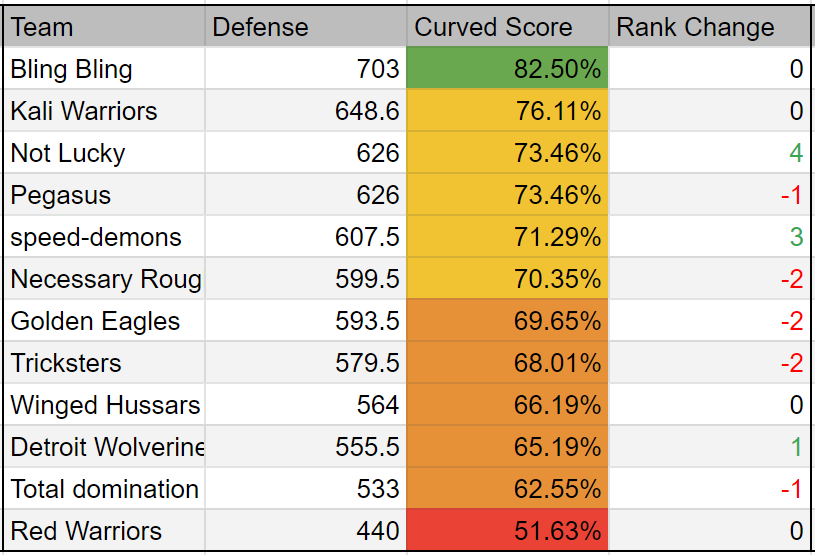 Team Defense Curved Score Rank Change
Bling Bling 703 82.50% 0
Kali Warriors 648.6 76.11% 0
Not Lucky 626 73.46% 4
Pegasus 626 73.46% -1
speed-demons 607.5 71.29% 3
Necessary Roug 599.5 70.35% -2
Golden Eagles 593.5 69.65% -2
Tricksters 579.5 68.01% -2
Winged Hussars 564 66.19% 0
Detroit Wolverine 555.5 65.19% 1
Total domination 533 62.55% -1
Red Warriors 440 51.63% 0